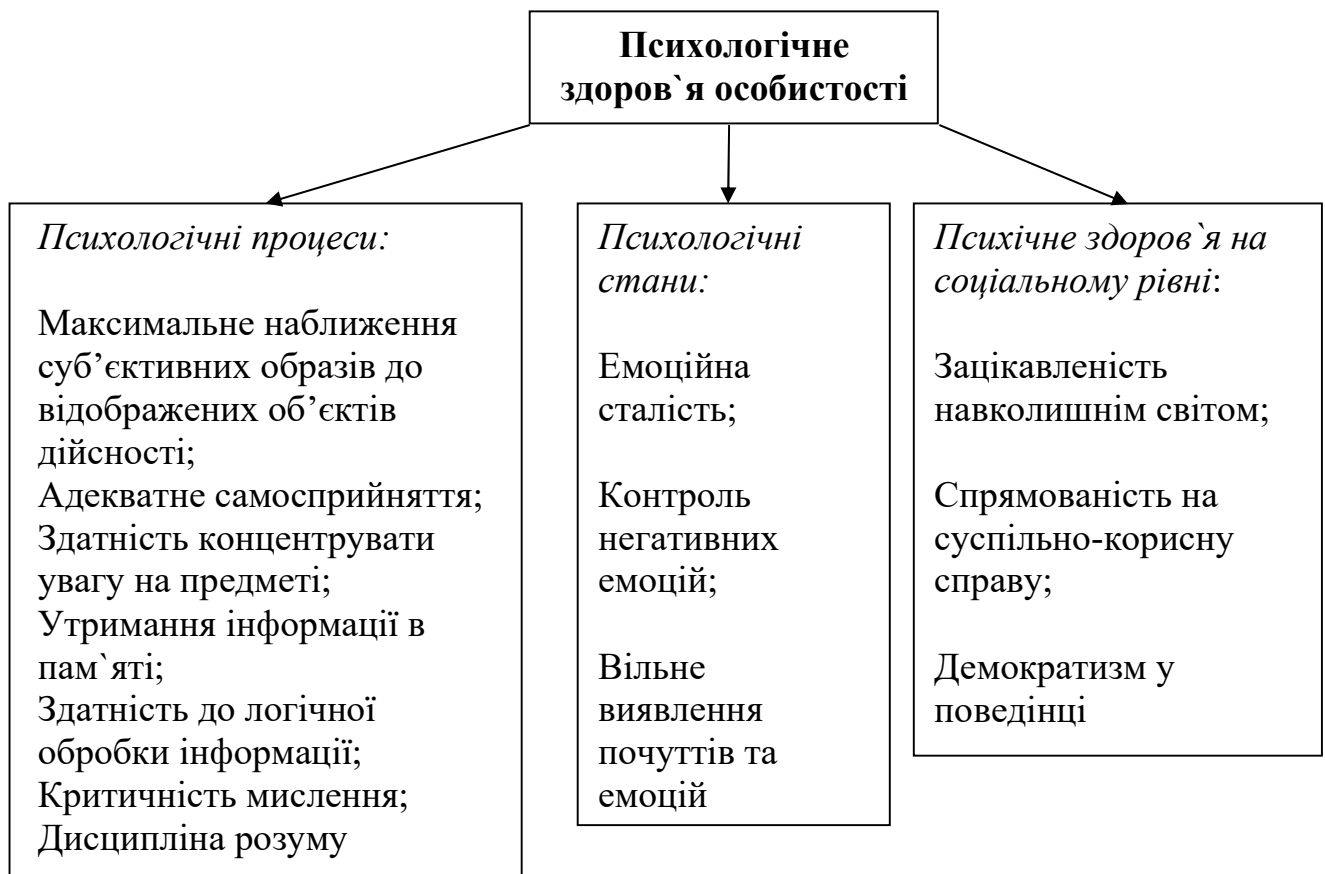 Психологічне
здоров`я особистості
Психологічні процеси:
Максимальне наближення
суб’єктивних образів до
відображених об’єктів
дійсності;
Адекватне самосприйняття;
Здатність концентрувати
увагу на предметі;
Утримання інформації в
пам`яті;
Здатність до логічної
обробки інформації;
Критичність мислення;
Дисципліна розуму
Психологічні
стани:
Емоційна
сталість;
Контроль
негативних
емоцій;
Вільне
виявлення
почуттів та
емоцій
Психічне здоров`я на
соціальному рівні:
Зацікавленість
навколишнім світом;
Спрямованість на
суспільно-корисну
справу;
Демократизм у
поведінці